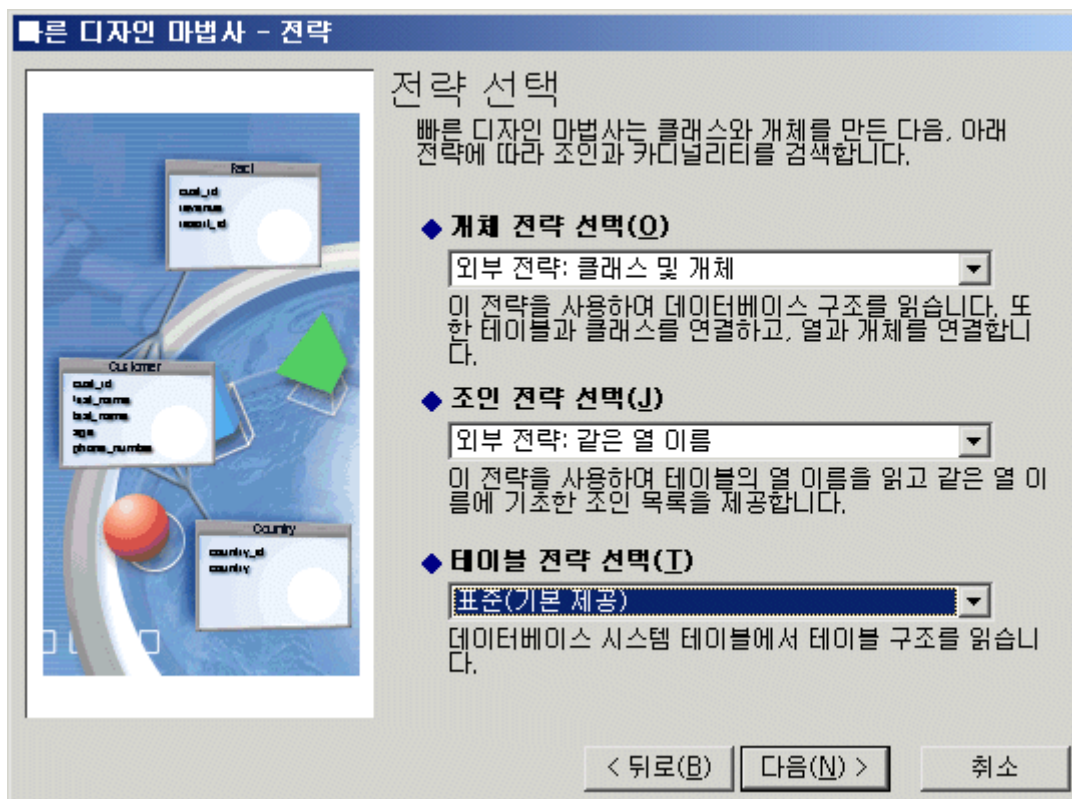 빠른 디자인 마법사 - 전략
전략 선택
빠른 디자인 마법사는 클래스와 개체를 만든 다음, 아래
전략에 따라 조인과 카디널리티를 검색합니다.
개체 전략 선택(O)
외부 전략: 클래스 및 개체
이 전략을 사용하여 데이터베이스 구조를 읽습니다. 또
한 테이블과 클래스를 연결하고, 열과 개체를 연결합니
다.
조인 전략 선택(J)
외부 전략: 같은 열 이름
이 전략을 사용하여 테이블의 열 이름을 읽고 같은 열 이
름에 기초한 조인 목록을 제공합니다.
테이블 전략 선택(T)
표준(기본 제공)
데이터베이스 시스템 테이블에서 테이블 구조를 읽습니
다.
cust_id
revenue
Customer
cust_id
last_name
age
phone_number
Country
country_id
country
< 뒤로(B)
다음(N) >
취소